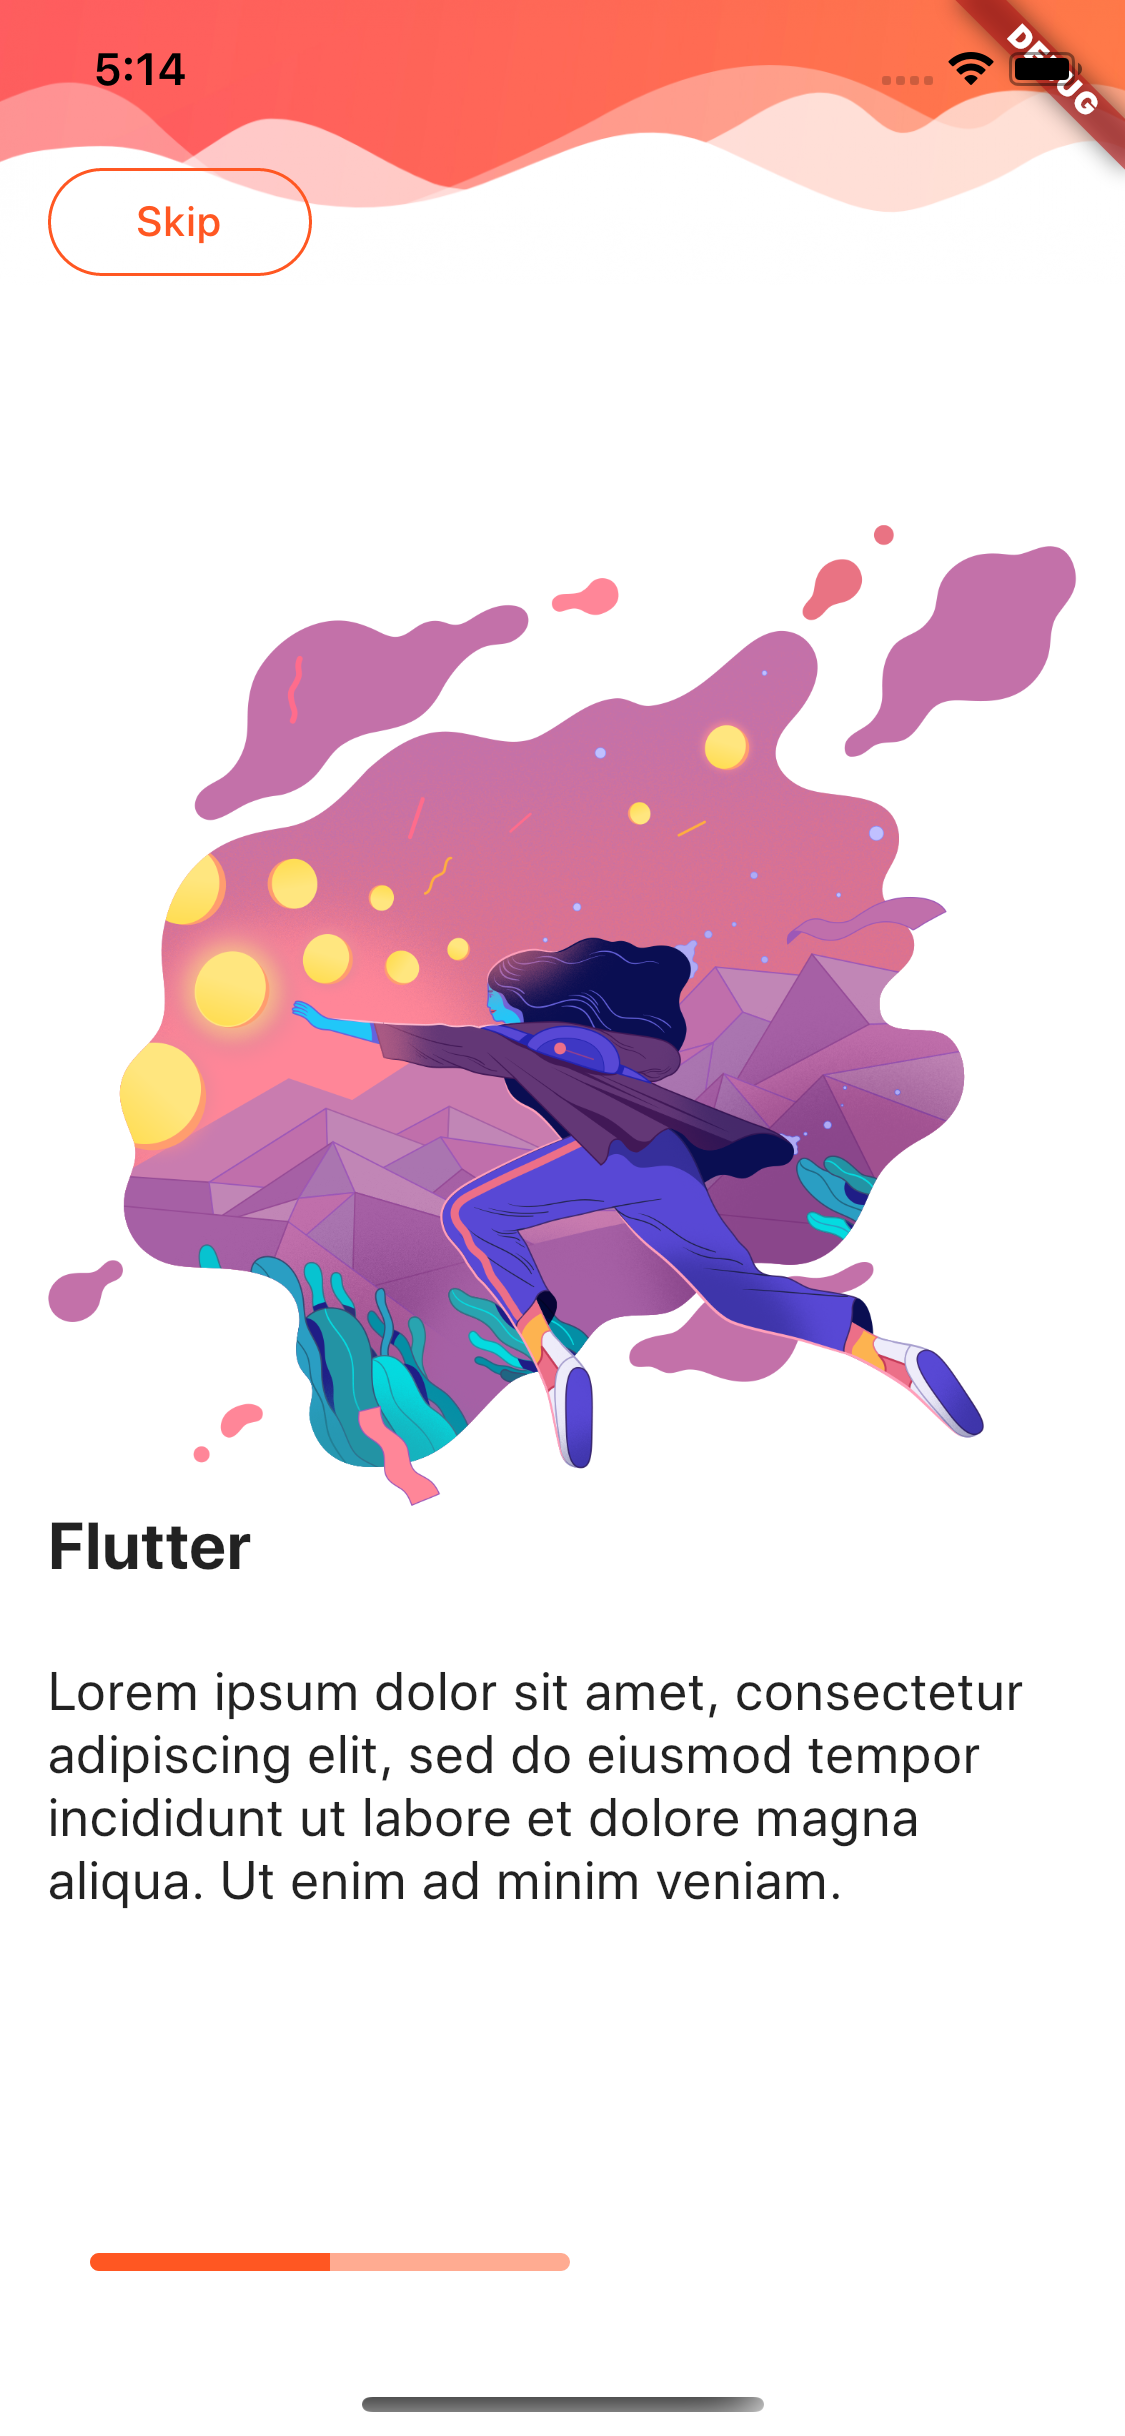 5:14
DEBUG
Skip
Flutter
Lorem ipsum dolor sit amet, consectetur
adipiscing elit, sed do eiusmod tempor
incididunt ut labore et dolore magna
aliqua. Ut enim ad minim veniam.